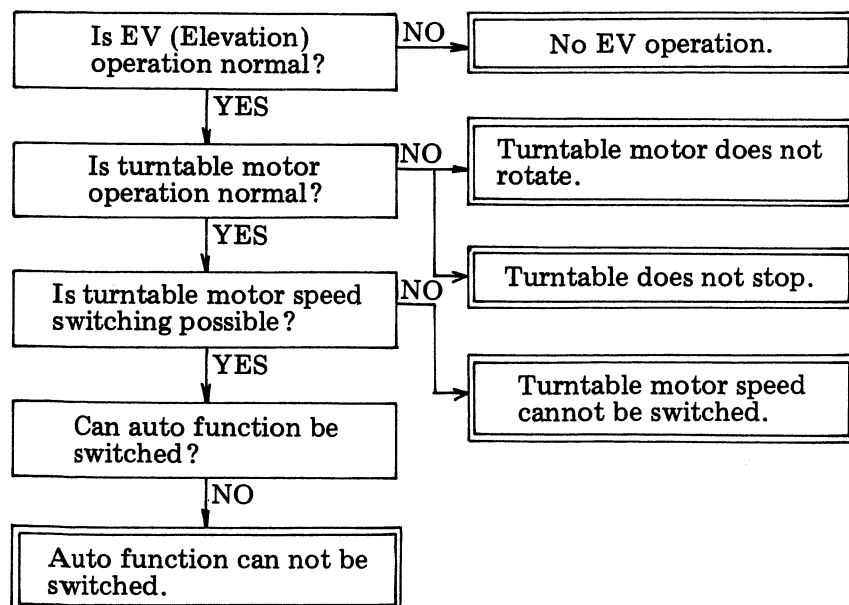 Is EV (Elevation)
operation normal?
NO
No EV operation.
YES
Is turntable motor
operation normal?
NO
Turntable motor does not
rotate.
YES
Turntable does not stop.
Is turntable motor speed
switching possible?
NO
YES
Turntable motor speed
cannot be switched.
Can auto function be
switched?
NO
Auto function can not be
switched.